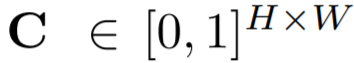 C ∈ [0, 1]^{H×W}